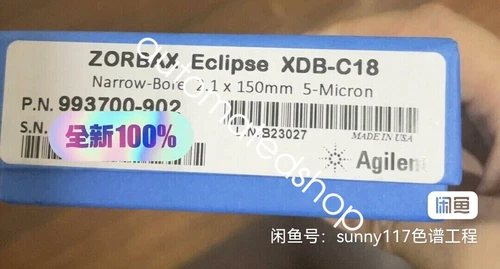 ZORBAX Eclipse XDB-C18
Narrow-Bore 2.1 x 150mm 5-Micron
P.N. 993700-902
S.N.
.N. B23027
MADE IN USA
全新100%
Agilen
automoredshop
闲鱼
闲鱼号：sunny117色谱工程